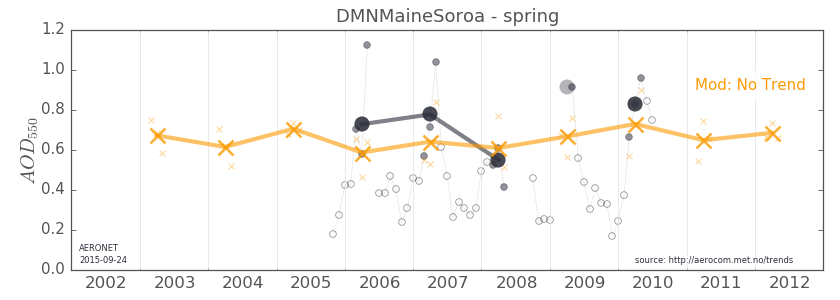 DMNMaineSoroa - spring
1.2
1.0
0.8
0.6
0.4
0.2
0.0
AOD550
Mod: No Trend
AERONET
2015-09-24
source: http://aerocom.met.no/trends
2002 2003 2004 2005 2006 2007 2008 2009 2010 2011 2012